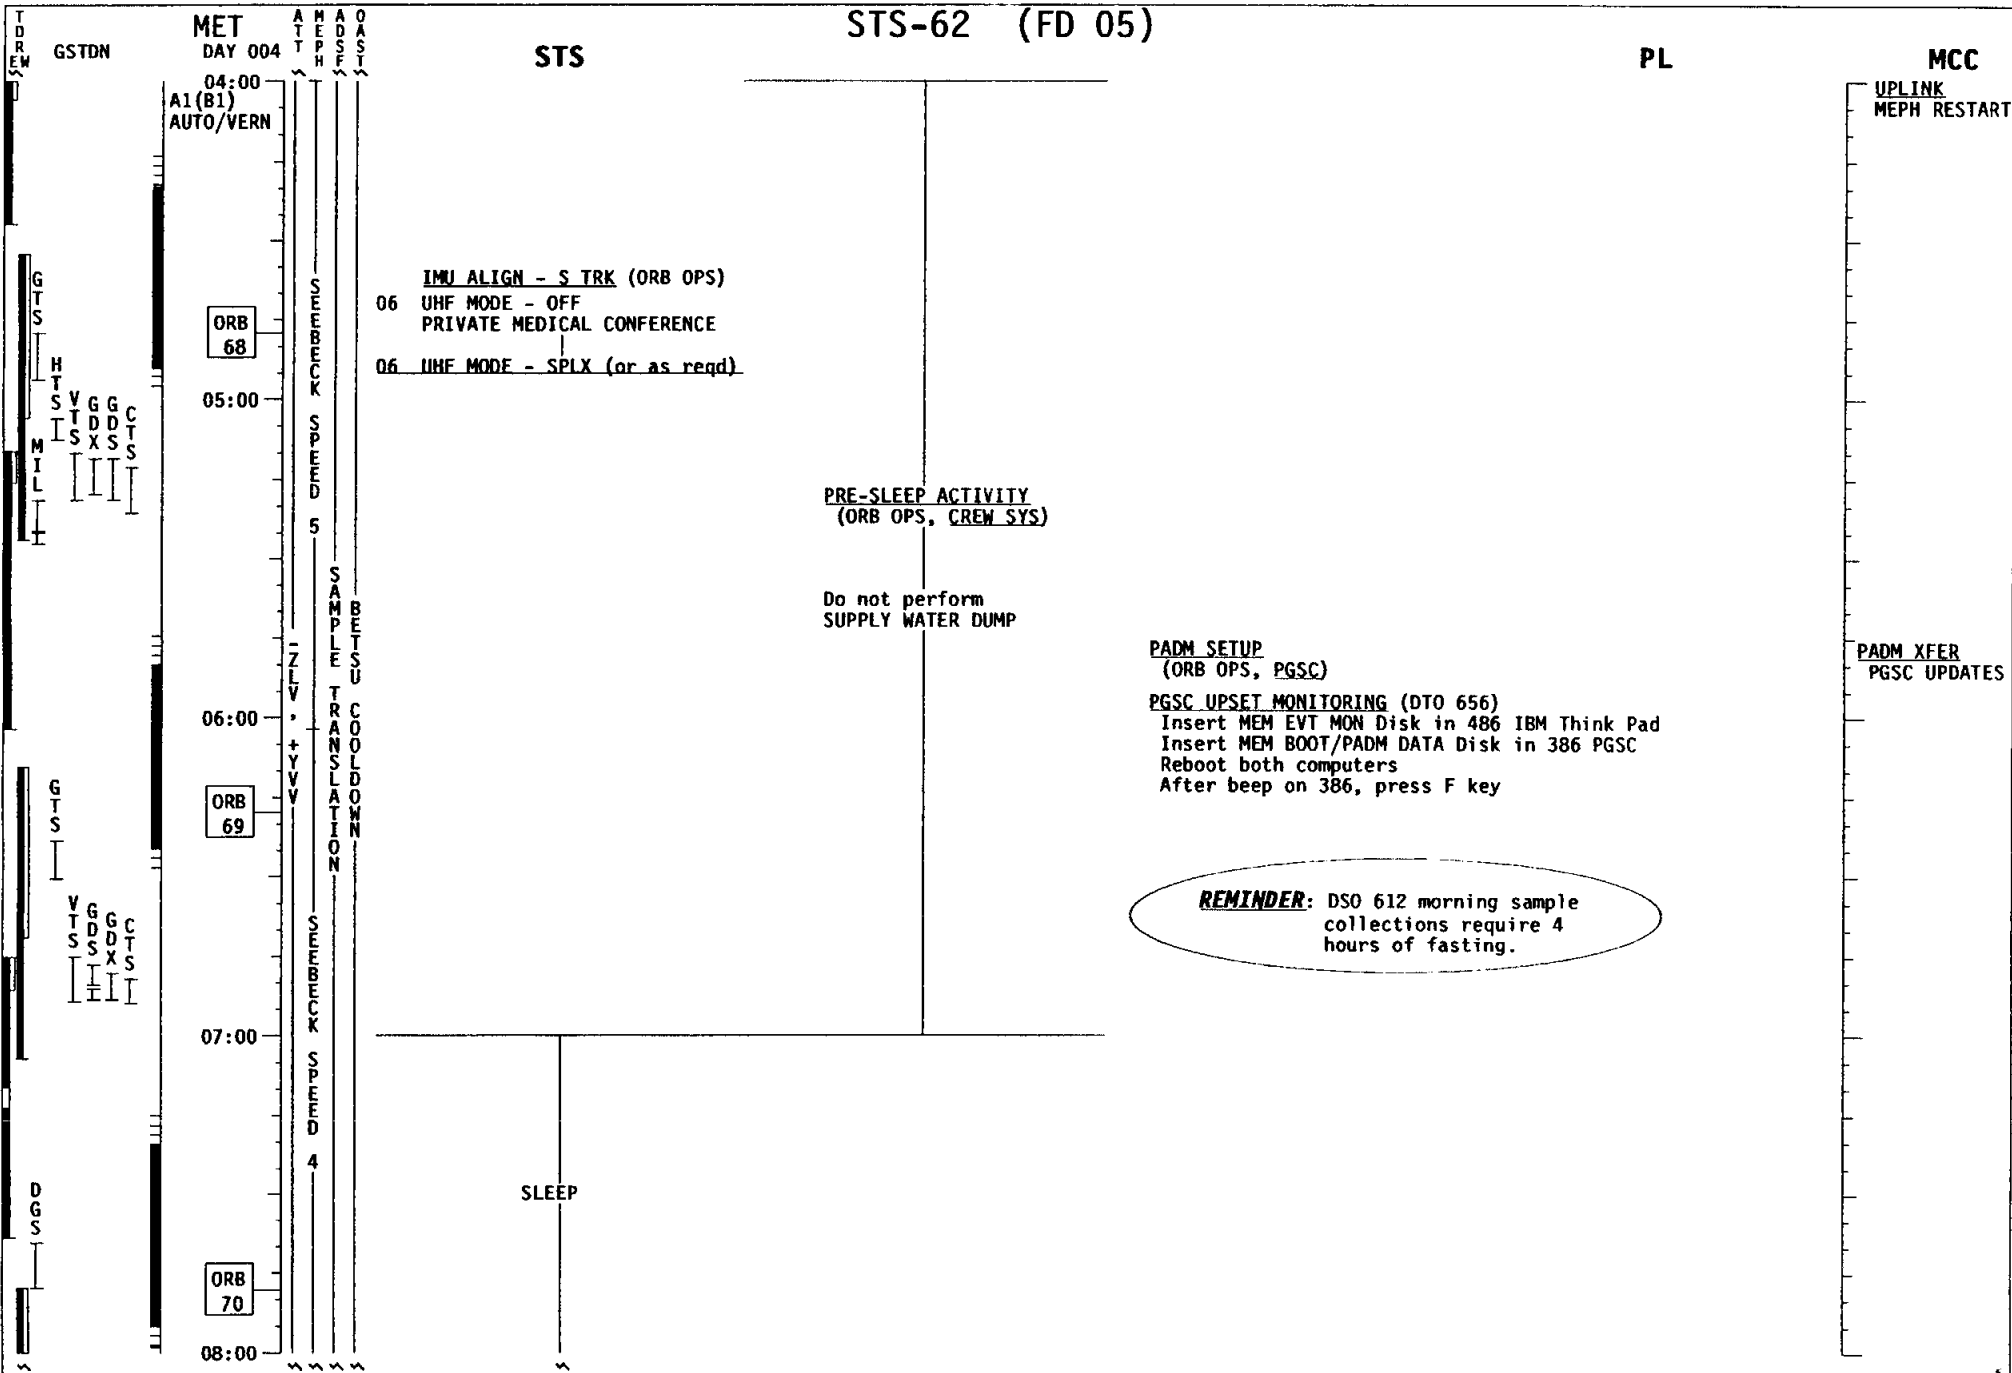 STS-62 (FD 05)
TDRE W
GSTDN
MET
DAY 004
ATT
MEPH
ADSF
OAST
STS
PL
MCC
04:00
A1(B1)
AUTO/VERN
UPLINK
MEPH RESTART
GTS
ORB
68
IMU ALIGN - S TRK (ORB OPS)
06 UHF MODE - OFF
PRIVATE MEDICAL CONFERENCE
06 UHF MODE - SPLX (or as reqd)
HTS
VTS
GDX
GDS
CTS
MIL
05:00
SEEBECK SPEED 5
PRE-SLEEP ACTIVITY
(ORB OPS, CREW SYS)
Do not perform
SUPPLY WATER DUMP
-ZLV, +YVV
SAMPLE TRANSLATION
BETSU COOLDOWN
PADM SETUP
(ORB OPS, PGSC)
PADM XFER
PGSC UPDATES
06:00
PGSC UPSET MONITORING (DTO 656)
Insert MEM EVT MON Disk in 486 IBM Think Pad
Insert MEM BOOT/PADM DATA Disk in 386 PGSC
Reboot both computers
After beep on 386, press F key
GTS
ORB
69
REMINDER: DSO 612 morning sample
collections require 4
hours of fasting.
VTS
GDS
GDX
CTS
SEEBECK SPEED 4
07:00
SLEEP
DGS
ORB
70
08:00